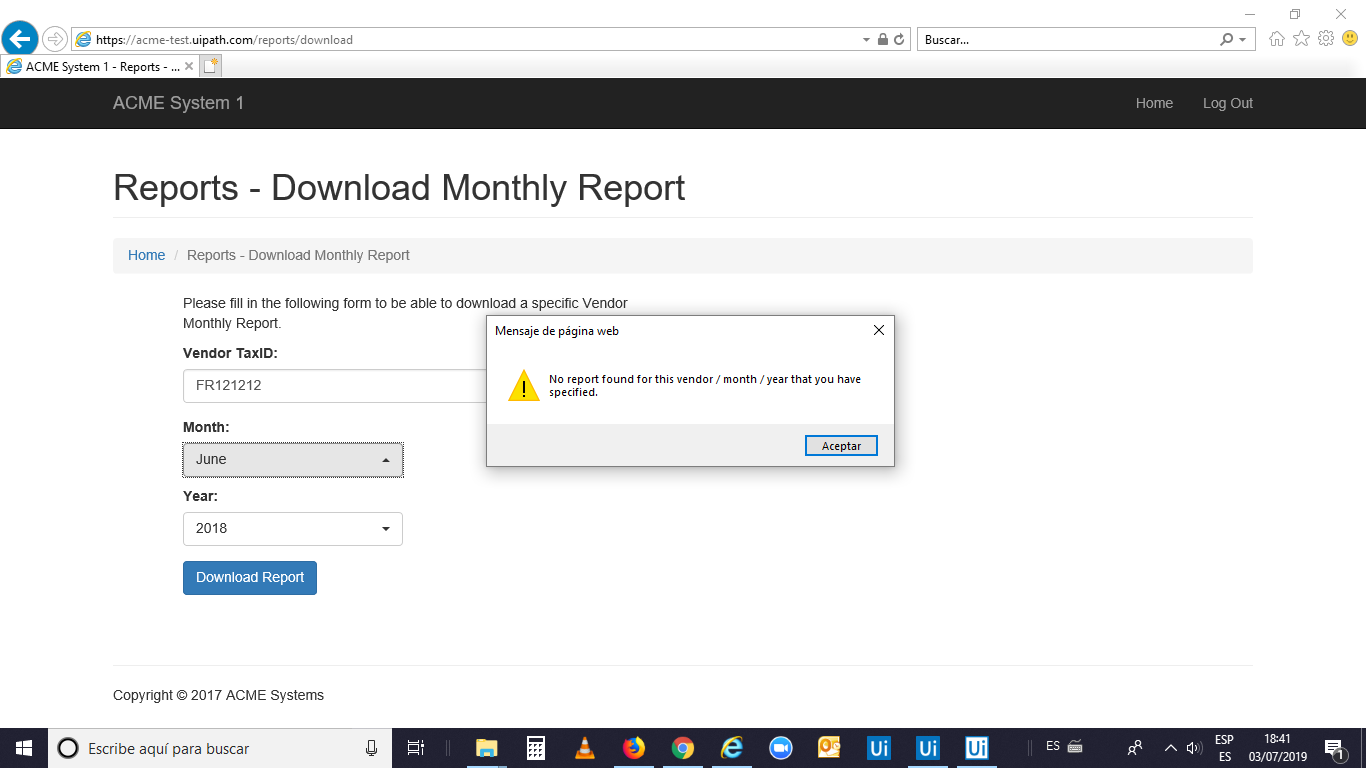 https://acme-test.uipath.com/reports/download
Buscar...
ACME System 1 - Reports - ...
ACME System 1
Home
Log Out
Reports - Download Monthly Report
Home / Reports - Download Monthly Report
Please fill in the following form to be able to download a specific Vendor
Monthly Report.
Vendor TaxID:
FR121212
Month:
June
Year:
2018
Download Report
Mensaje de página web
No report found for this vendor / month / year that you have
specified.
Aceptar
Copyright © 2017 ACME Systems
Escribe aquí para buscar
Ui
Ui
Ui
ES
ESP
ES
18:41
03/07/2019
1